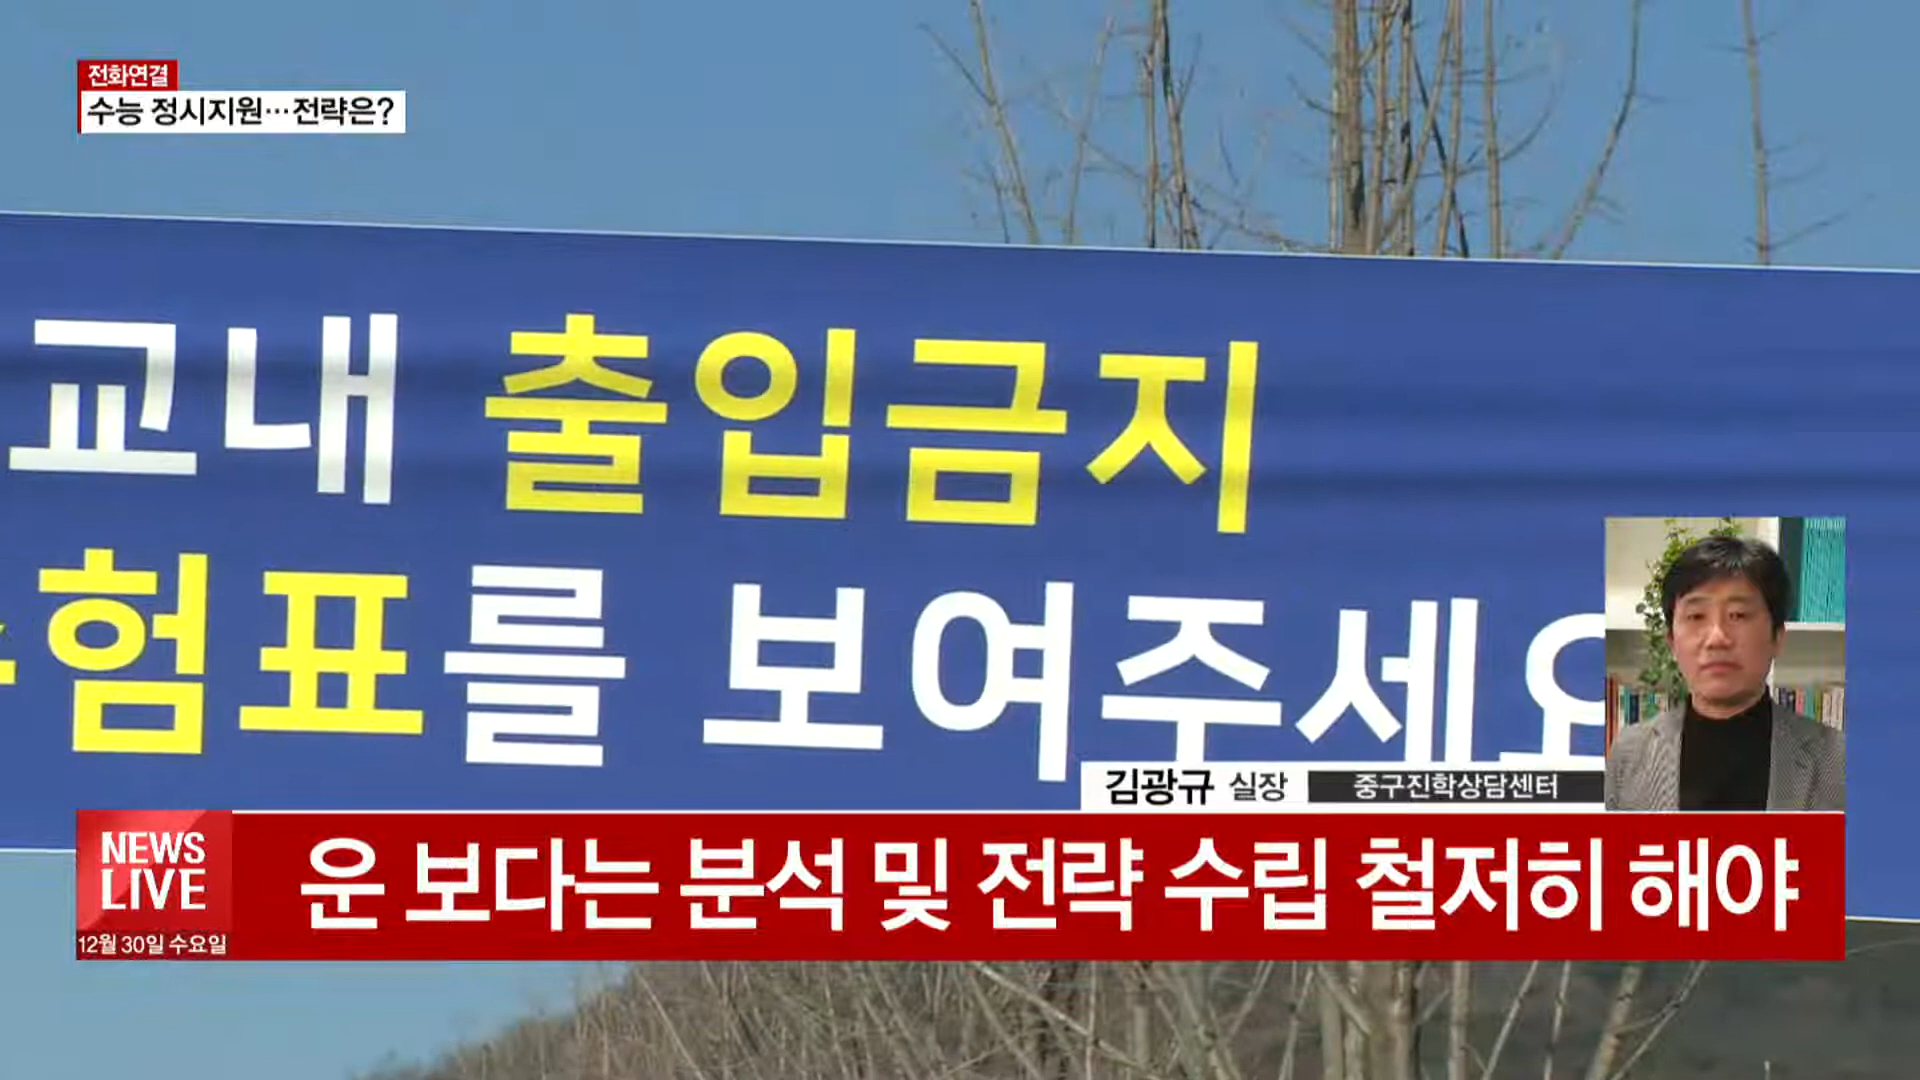 전화연결
수능 정시지원…전략은?
교내 출입금지
험표를 보여주세요
김광규 실장 중구진학상담센터
NEWS
LIVE
운 보다는 분석 및 전략 수립 철저히 해야
12월 30일 수요일